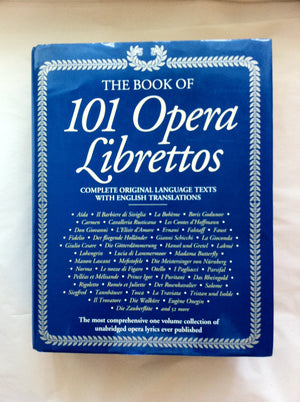 THE BOOK OF
101 Opera
Librettos
COMPLETE ORIGINAL LANGUAGE TEXTS
WITH ENGLISH TRANSLATIONS
• Aïda • Il Barbiere di Siviglia • La Bohème • Boris Godunov •
• Carmen • Cavalleria Rusticana • Les Contes d'Hoffmann •
Don Giovanni • L'Elisir d'Amore • Ernani • Falstaff • Faust •
Fidelio • Der fliegende Holländer • Gianni Schicchi • La Gioconda •
Giulio Cesare • Die Götterdämmerung • Hansel und Gretel • Lakmé •
Lohengrin • Lucia di Lammermoor • Madama Butterfly •
Manon Lescaut • Mefistofele • Die Meistersinger von Nürnberg •
Norma • Le nozze di Figaro • Otello • I Pagliacci • Parsifal •
Pelléas et Mélisande • Prince Igor • I Puritani • Das Rheingold •
Rigoletto • Roméo et Juliette • Der Rosenkavalier • Salome •
Siegfried • Tannhäuser • Tosca • La Traviata • Tristan und Isolde •
Il Trovatore • Die Walküre • Eugene Onegin •
Die Zauberflöte • and 52 more
The most comprehensive one volume collection of
unabridged opera lyrics ever published